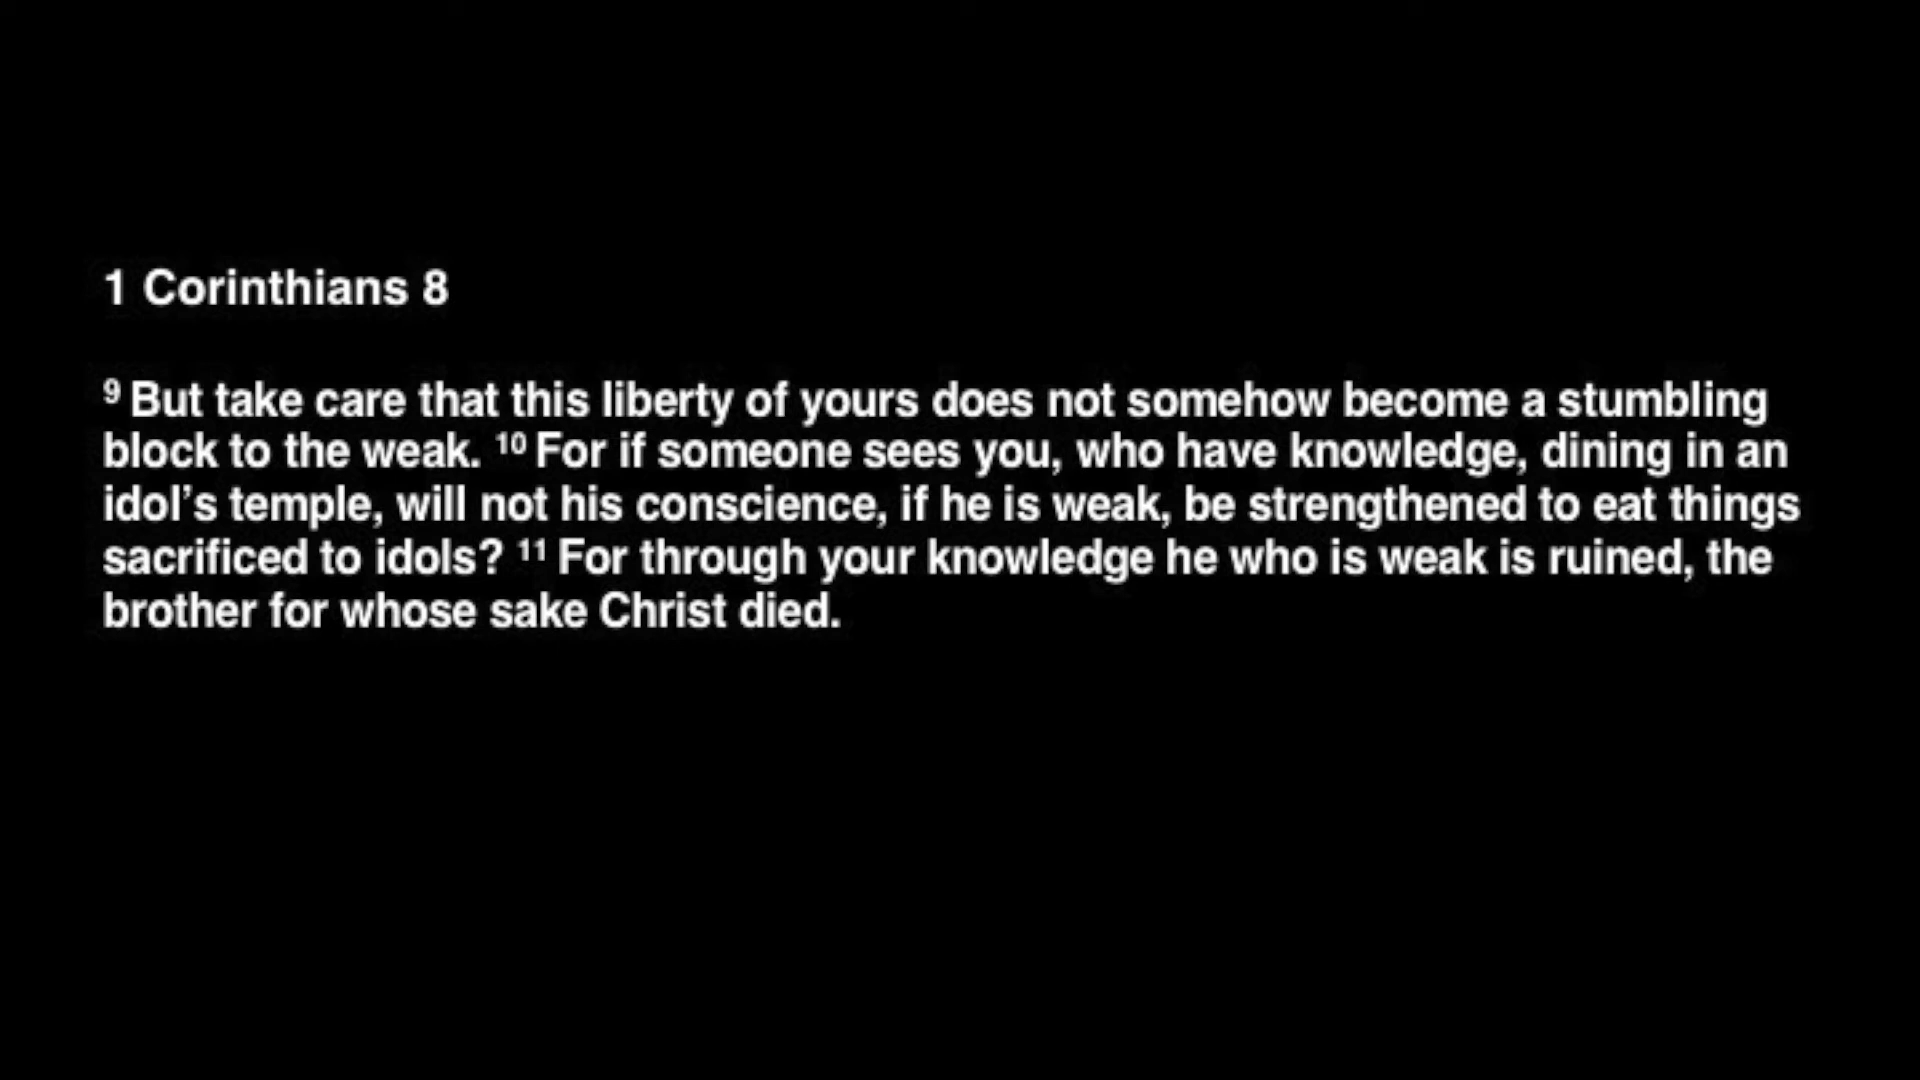 1 Corinthians 8
9 But take care that this liberty of yours does not somehow become a stumbling
block to the weak. 10 For if someone sees you, who have knowledge, dining in an
idol’s temple, will not his conscience, if he is weak, be strengthened to eat things
sacrificed to idols? 11 For through your knowledge he who is weak is ruined, the
brother for whose sake Christ died.